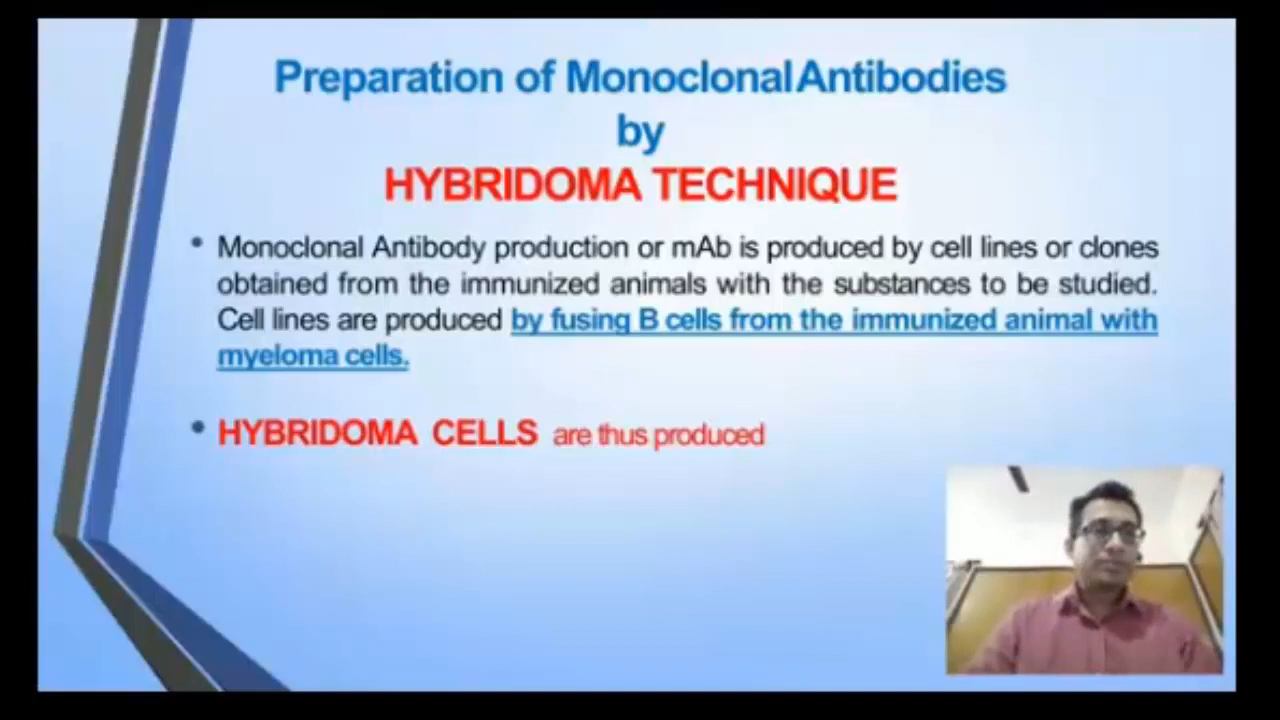 Preparation of Monoclonal Antibodies
by
HYBRIDOMA TECHNIQUE
• Monoclonal Antibody production or mAb is produced by cell lines or clones
obtained from the immunized animals with the substances to be studied.
Cell lines are produced by fusing B cells from the immunized animal with
myeloma cells.
• HYBRIDOMA CELLS are thus produced